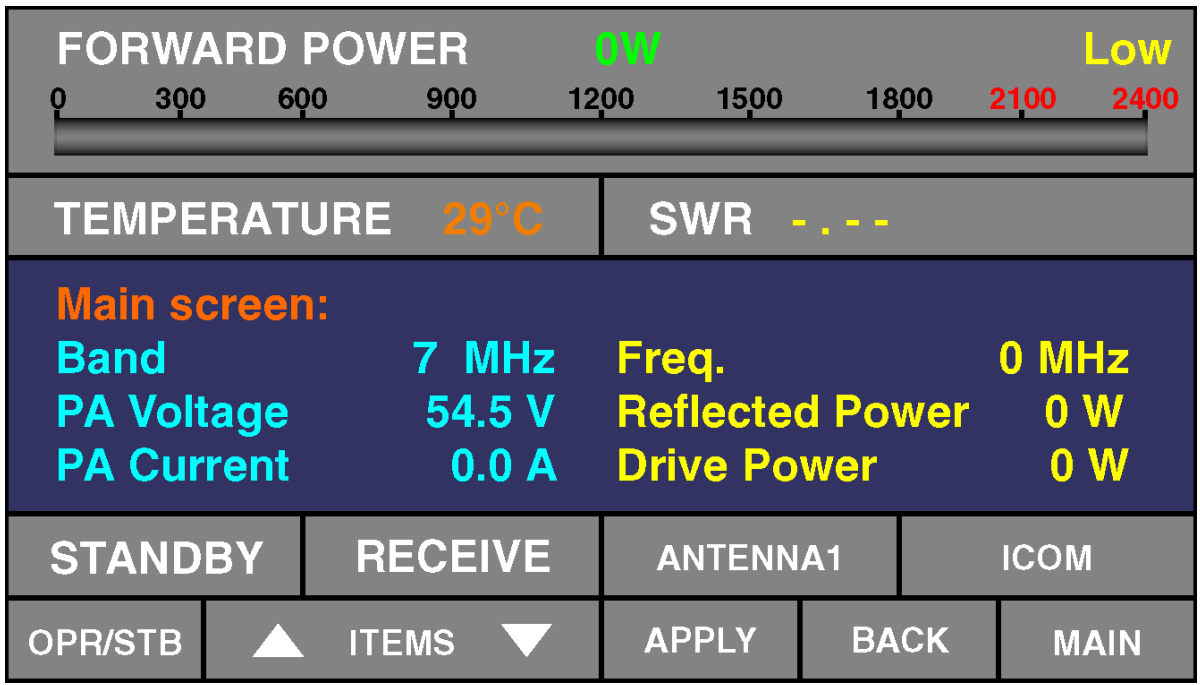 FORWARD POWER 0W Low
0 300 600 900 1200 1500 1800 2100 2400
TEMPERATURE 29°C SWR -.--
Main screen:
Band 7 MHz Freq. 0 MHz
PA Voltage 54.5 V Reflected Power 0 W
PA Current 0.0 A Drive Power 0 W
STANDBY RECEIVE ANTENNA1 ICOM
OPR/STB ITEMS APPLY BACK MAIN